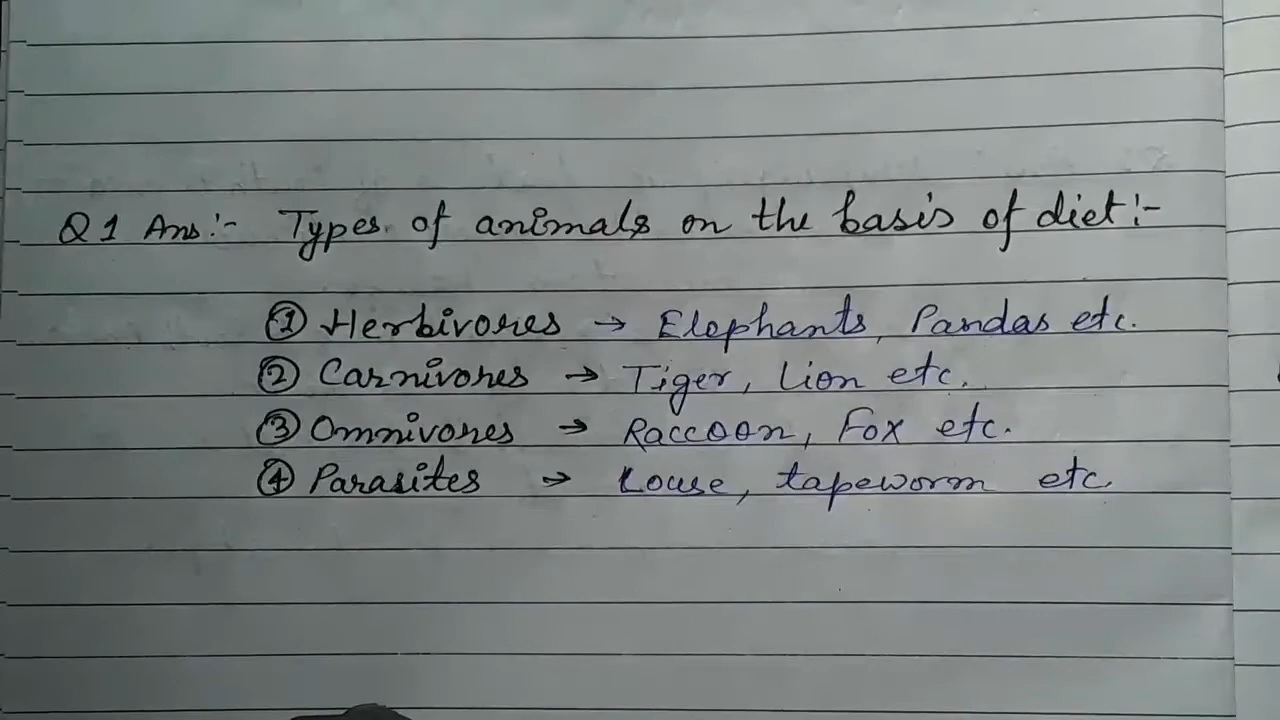 Q1 Ans:- Types of animals on the basis of diet:-
① Herbivores → Elephants, Pandas etc.
② Carnivores → Tiger, Lion etc.
③ Omnivores → Raccoon, Fox etc.
④ Parasites → Louse, tapeworm etc.